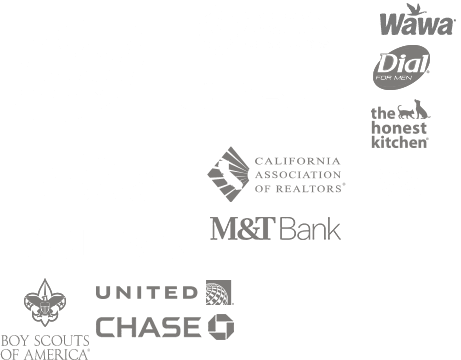 Wawa
Dial
FOR MEN
the
honest
kitchen®
CALIFORNIA
ASSOCIATION
OF REALTORS®
M&T Bank
UNITED
CHASE
BOY SCOUTS
OF AMERICA®